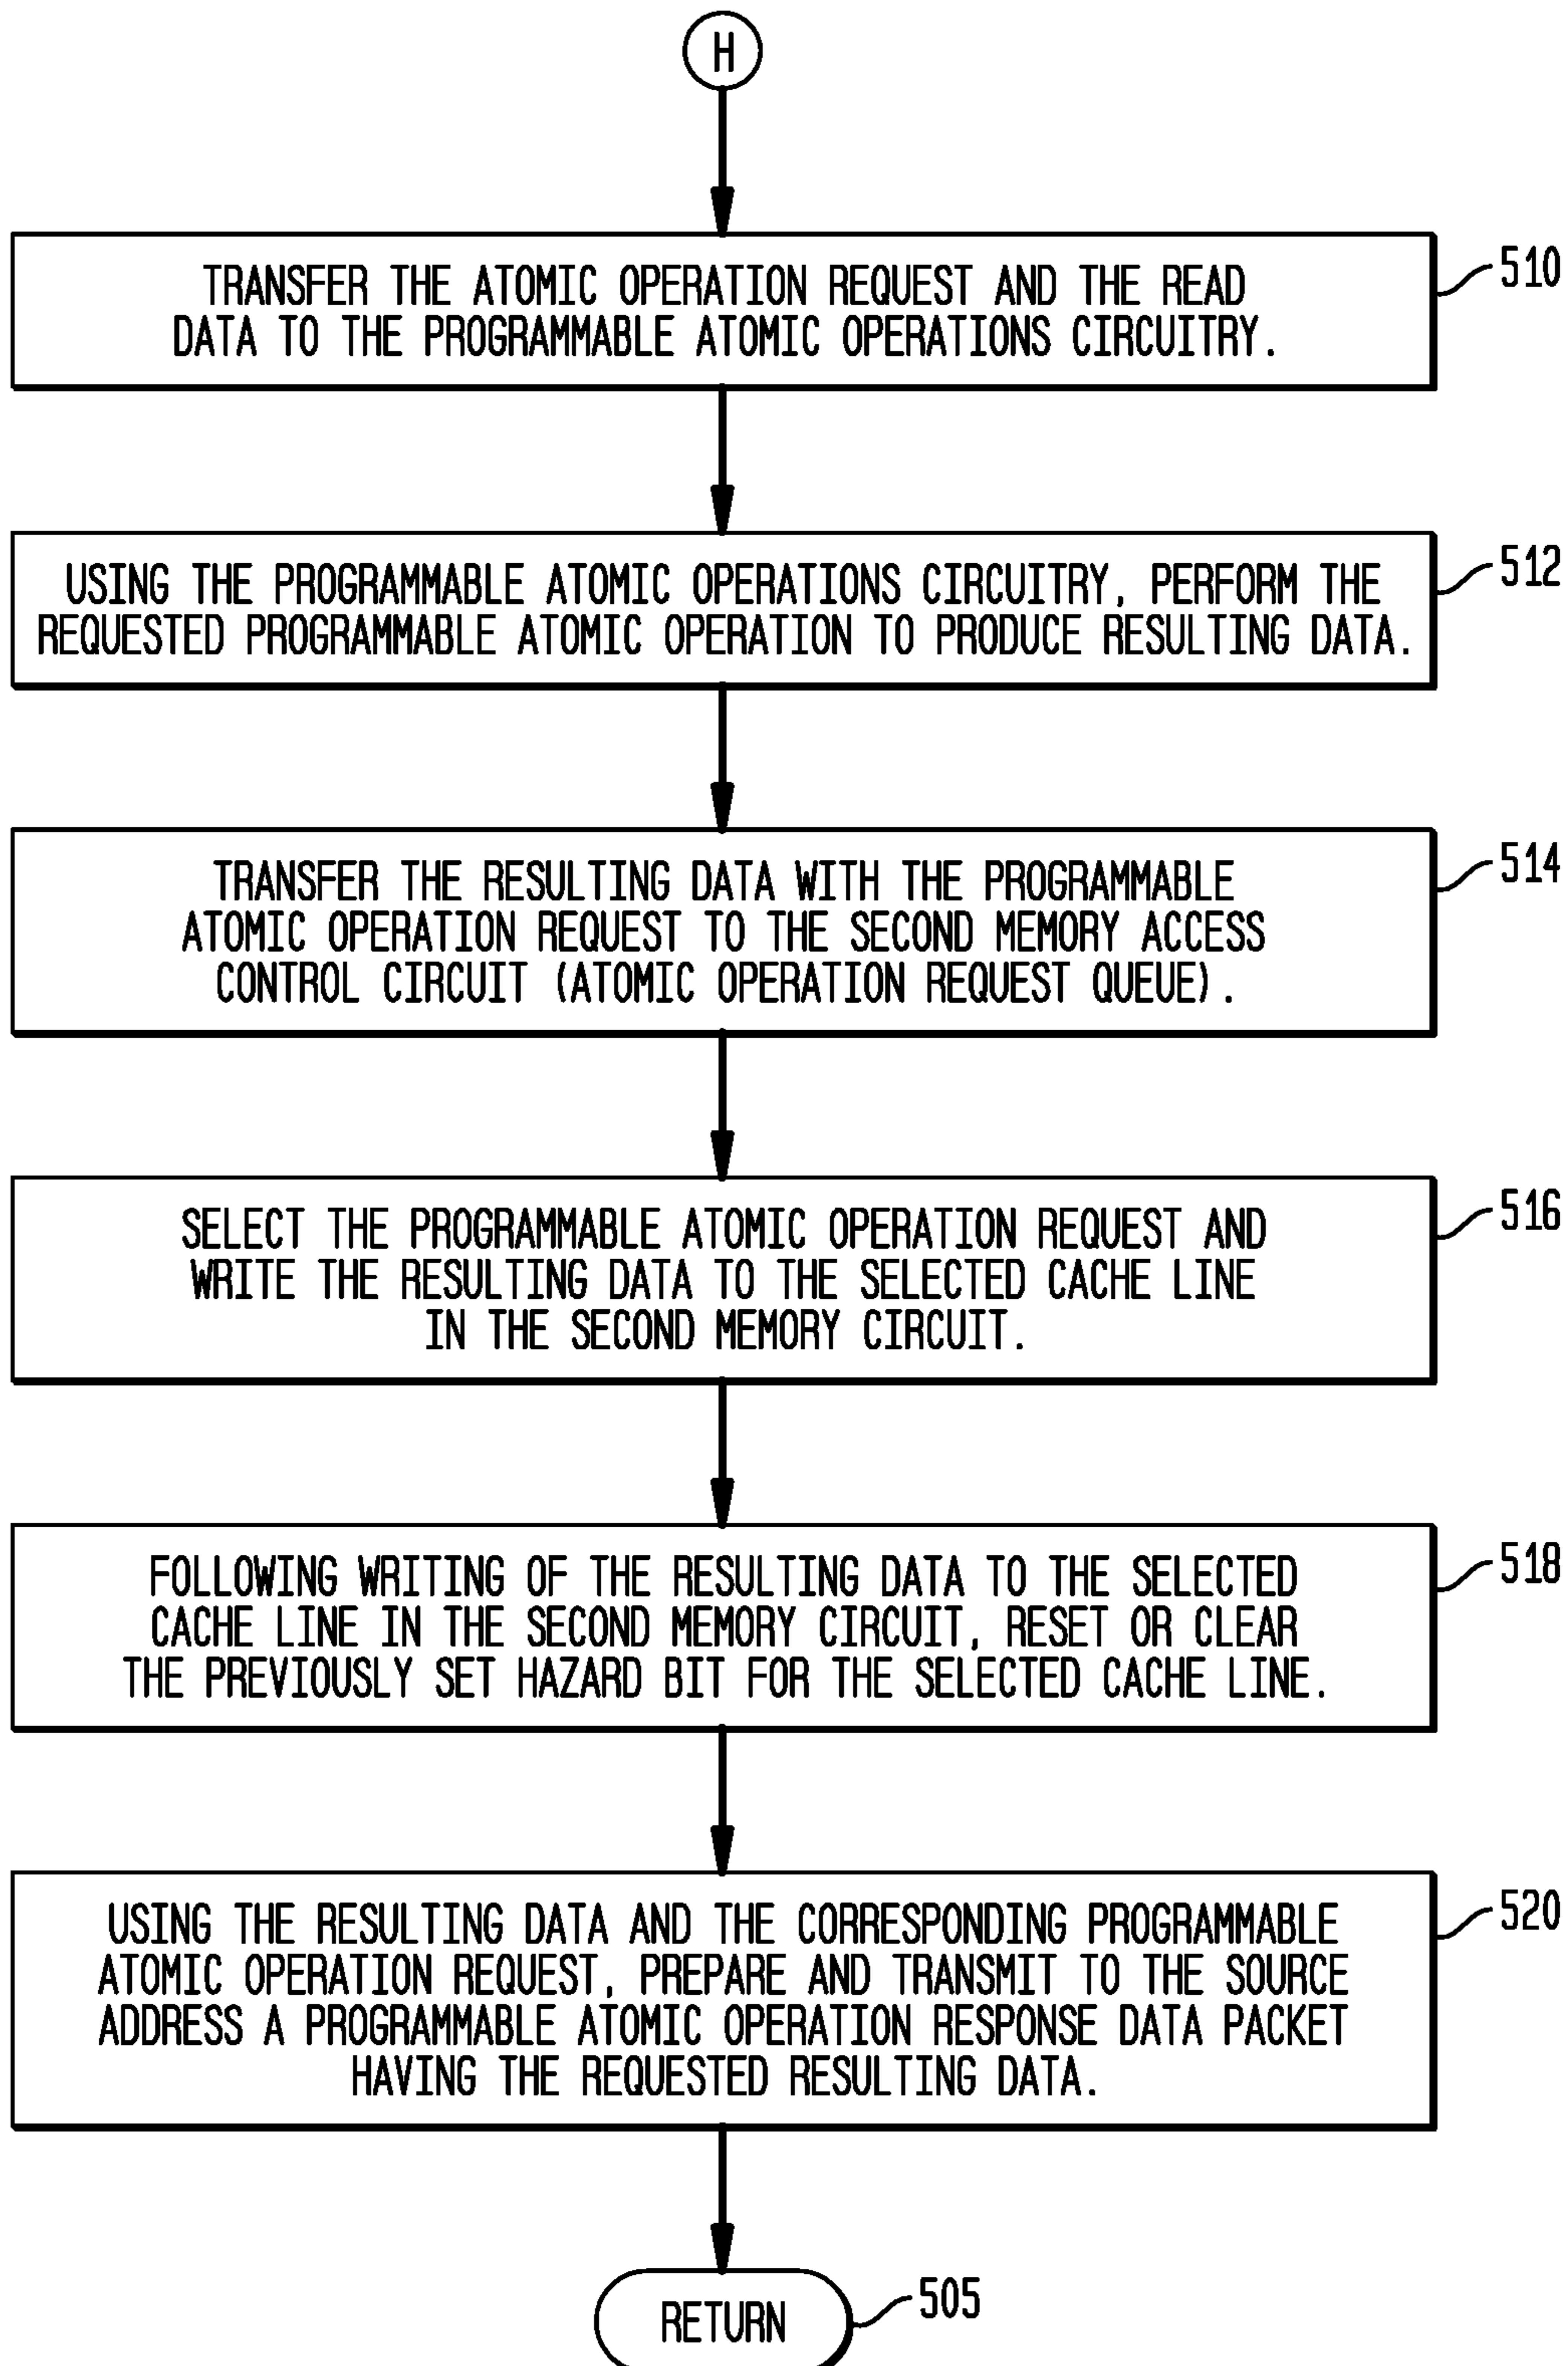 H
TRANSFER THE ATOMIC OPERATION REQUEST AND THE READ
DATA TO THE PROGRAMMABLE ATOMIC OPERATIONS CIRCUITRY.
510
USING THE PROGRAMMABLE ATOMIC OPERATIONS CIRCUITRY, PERFORM THE
REQUESTED PROGRAMMABLE ATOMIC OPERATION TO PRODUCE RESULTING DATA.
512
TRANSFER THE RESULTING DATA WITH THE PROGRAMMABLE
ATOMIC OPERATION REQUEST TO THE SECOND MEMORY ACCESS
CONTROL CIRCUIT (ATOMIC OPERATION REQUEST QUEUE).
514
SELECT THE PROGRAMMABLE ATOMIC OPERATION REQUEST AND
WRITE THE RESULTING DATA TO THE SELECTED CACHE LINE
IN THE SECOND MEMORY CIRCUIT.
516
FOLLOWING WRITING OF THE RESULTING DATA TO THE SELECTED
CACHE LINE IN THE SECOND MEMORY CIRCUIT, RESET OR CLEAR
THE PREVIOUSLY SET HAZARD BIT FOR THE SELECTED CACHE LINE.
518
USING THE RESULTING DATA AND THE CORRESPONDING PROGRAMMABLE
ATOMIC OPERATION REQUEST, PREPARE AND TRANSMIT TO THE SOURCE
ADDRESS A PROGRAMMABLE ATOMIC OPERATION RESPONSE DATA PACKET
HAVING THE REQUESTED RESULTING DATA.
520
RETURN
505